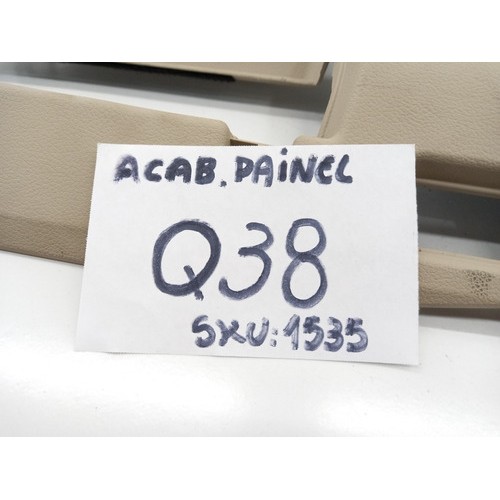 ACAB. PAINEL
Q38
SKU: 1535